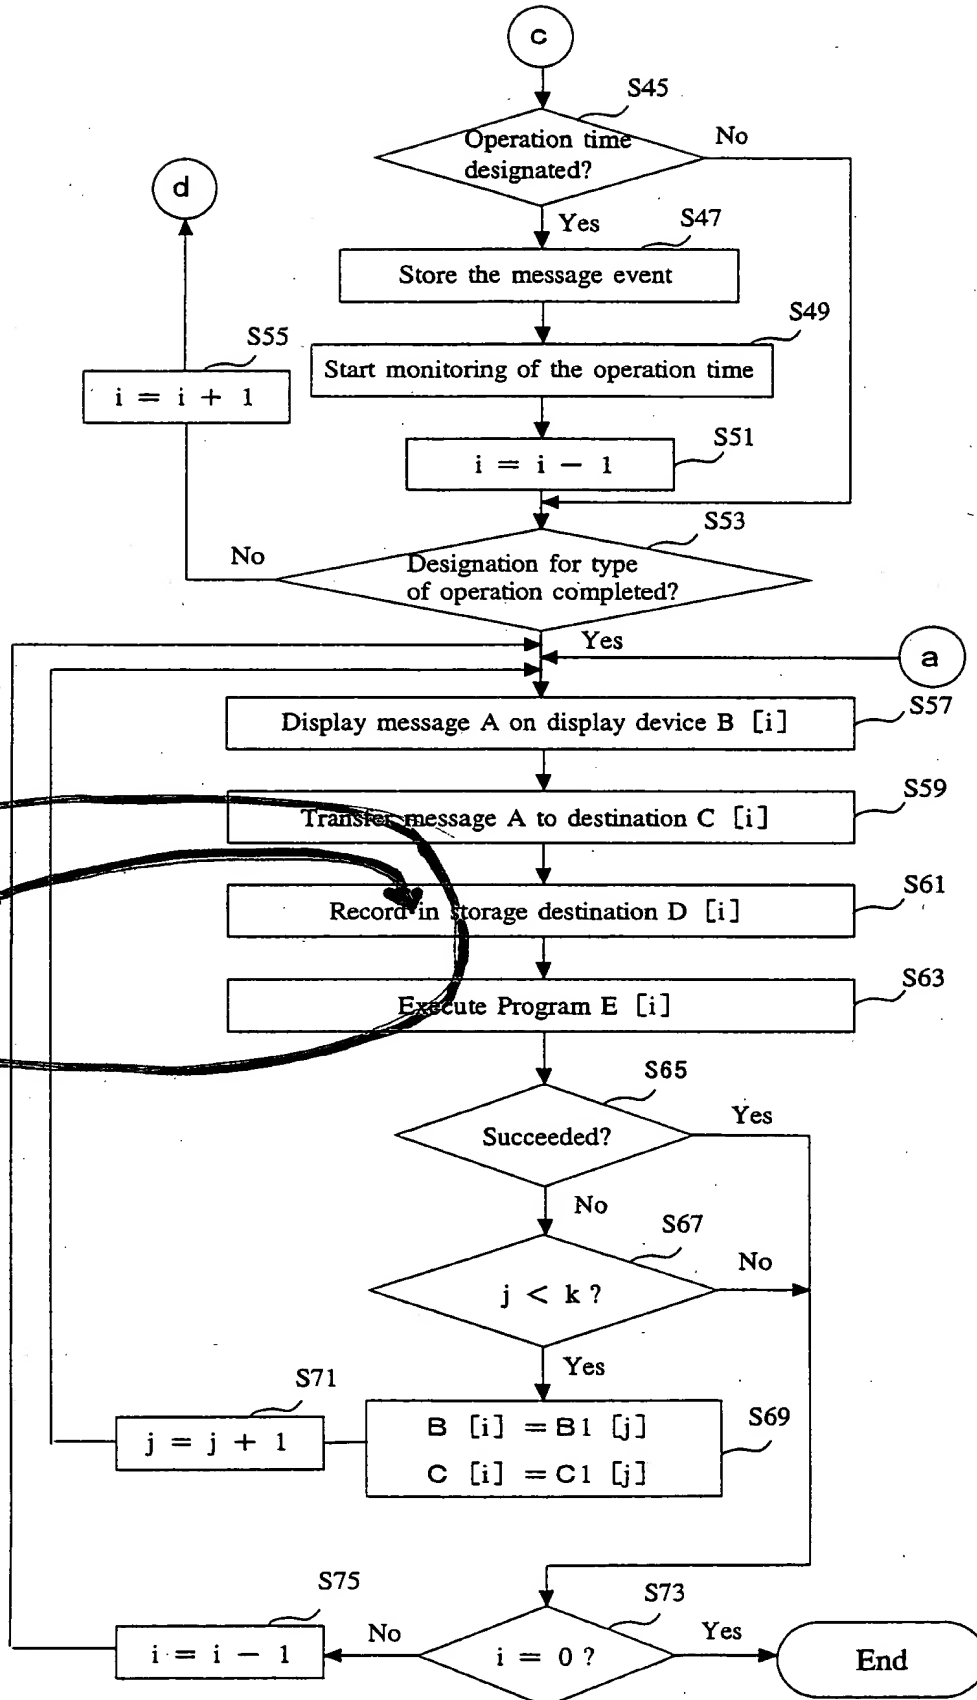 c
S45
Operation time
designated?
No
d
Yes
S47
Store the message event
S49
S55
Start monitoring of the operation time
i = i + 1
S51
i = i - 1
S53
No
Designation for type
of operation completed?
Yes
a
S57
Display message A on display device B [i]
S59
Transfer message A to destination C [i]
S61
Record in storage destination D [i]
S63
Execute Program E [i]
S65
Yes
Succeeded?
No
S67
No
j < k ?
Yes
S71
S69
B [i] = B1 [j]
j = j + 1
C [i] = C1 [j]
S75
S73
No
Yes
i = i - 1
i = 0 ?
End